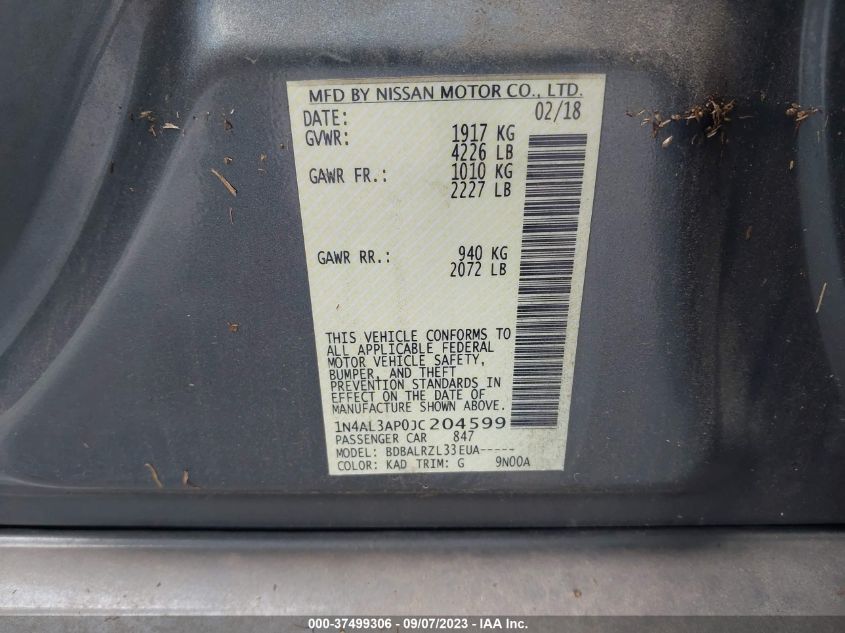 MFD BY NISSAN MOTOR CO., LTD.
DATE: 02/18
GVWR: 1917 KG
4226 LB
GAWR FR.: 1010 KG
2227 LB
GAWR RR.: 940 KG
2072 LB
THIS VEHICLE CONFORMS TO
ALL APPLICABLE FEDERAL
MOTOR VEHICLE SAFETY,
BUMPER, AND THEFT
PREVENTION STANDARDS IN
EFFECT ON THE DATE OF
MANUFACTURE SHOWN ABOVE.
1N4AL3AP0JC204599
PASSENGER CAR 847
MODEL: BDBALRZL33EUA-----
COLOR: KAD TRIM: G 9N00A
000-37499306 - 09/07/2023 - IAA Inc.